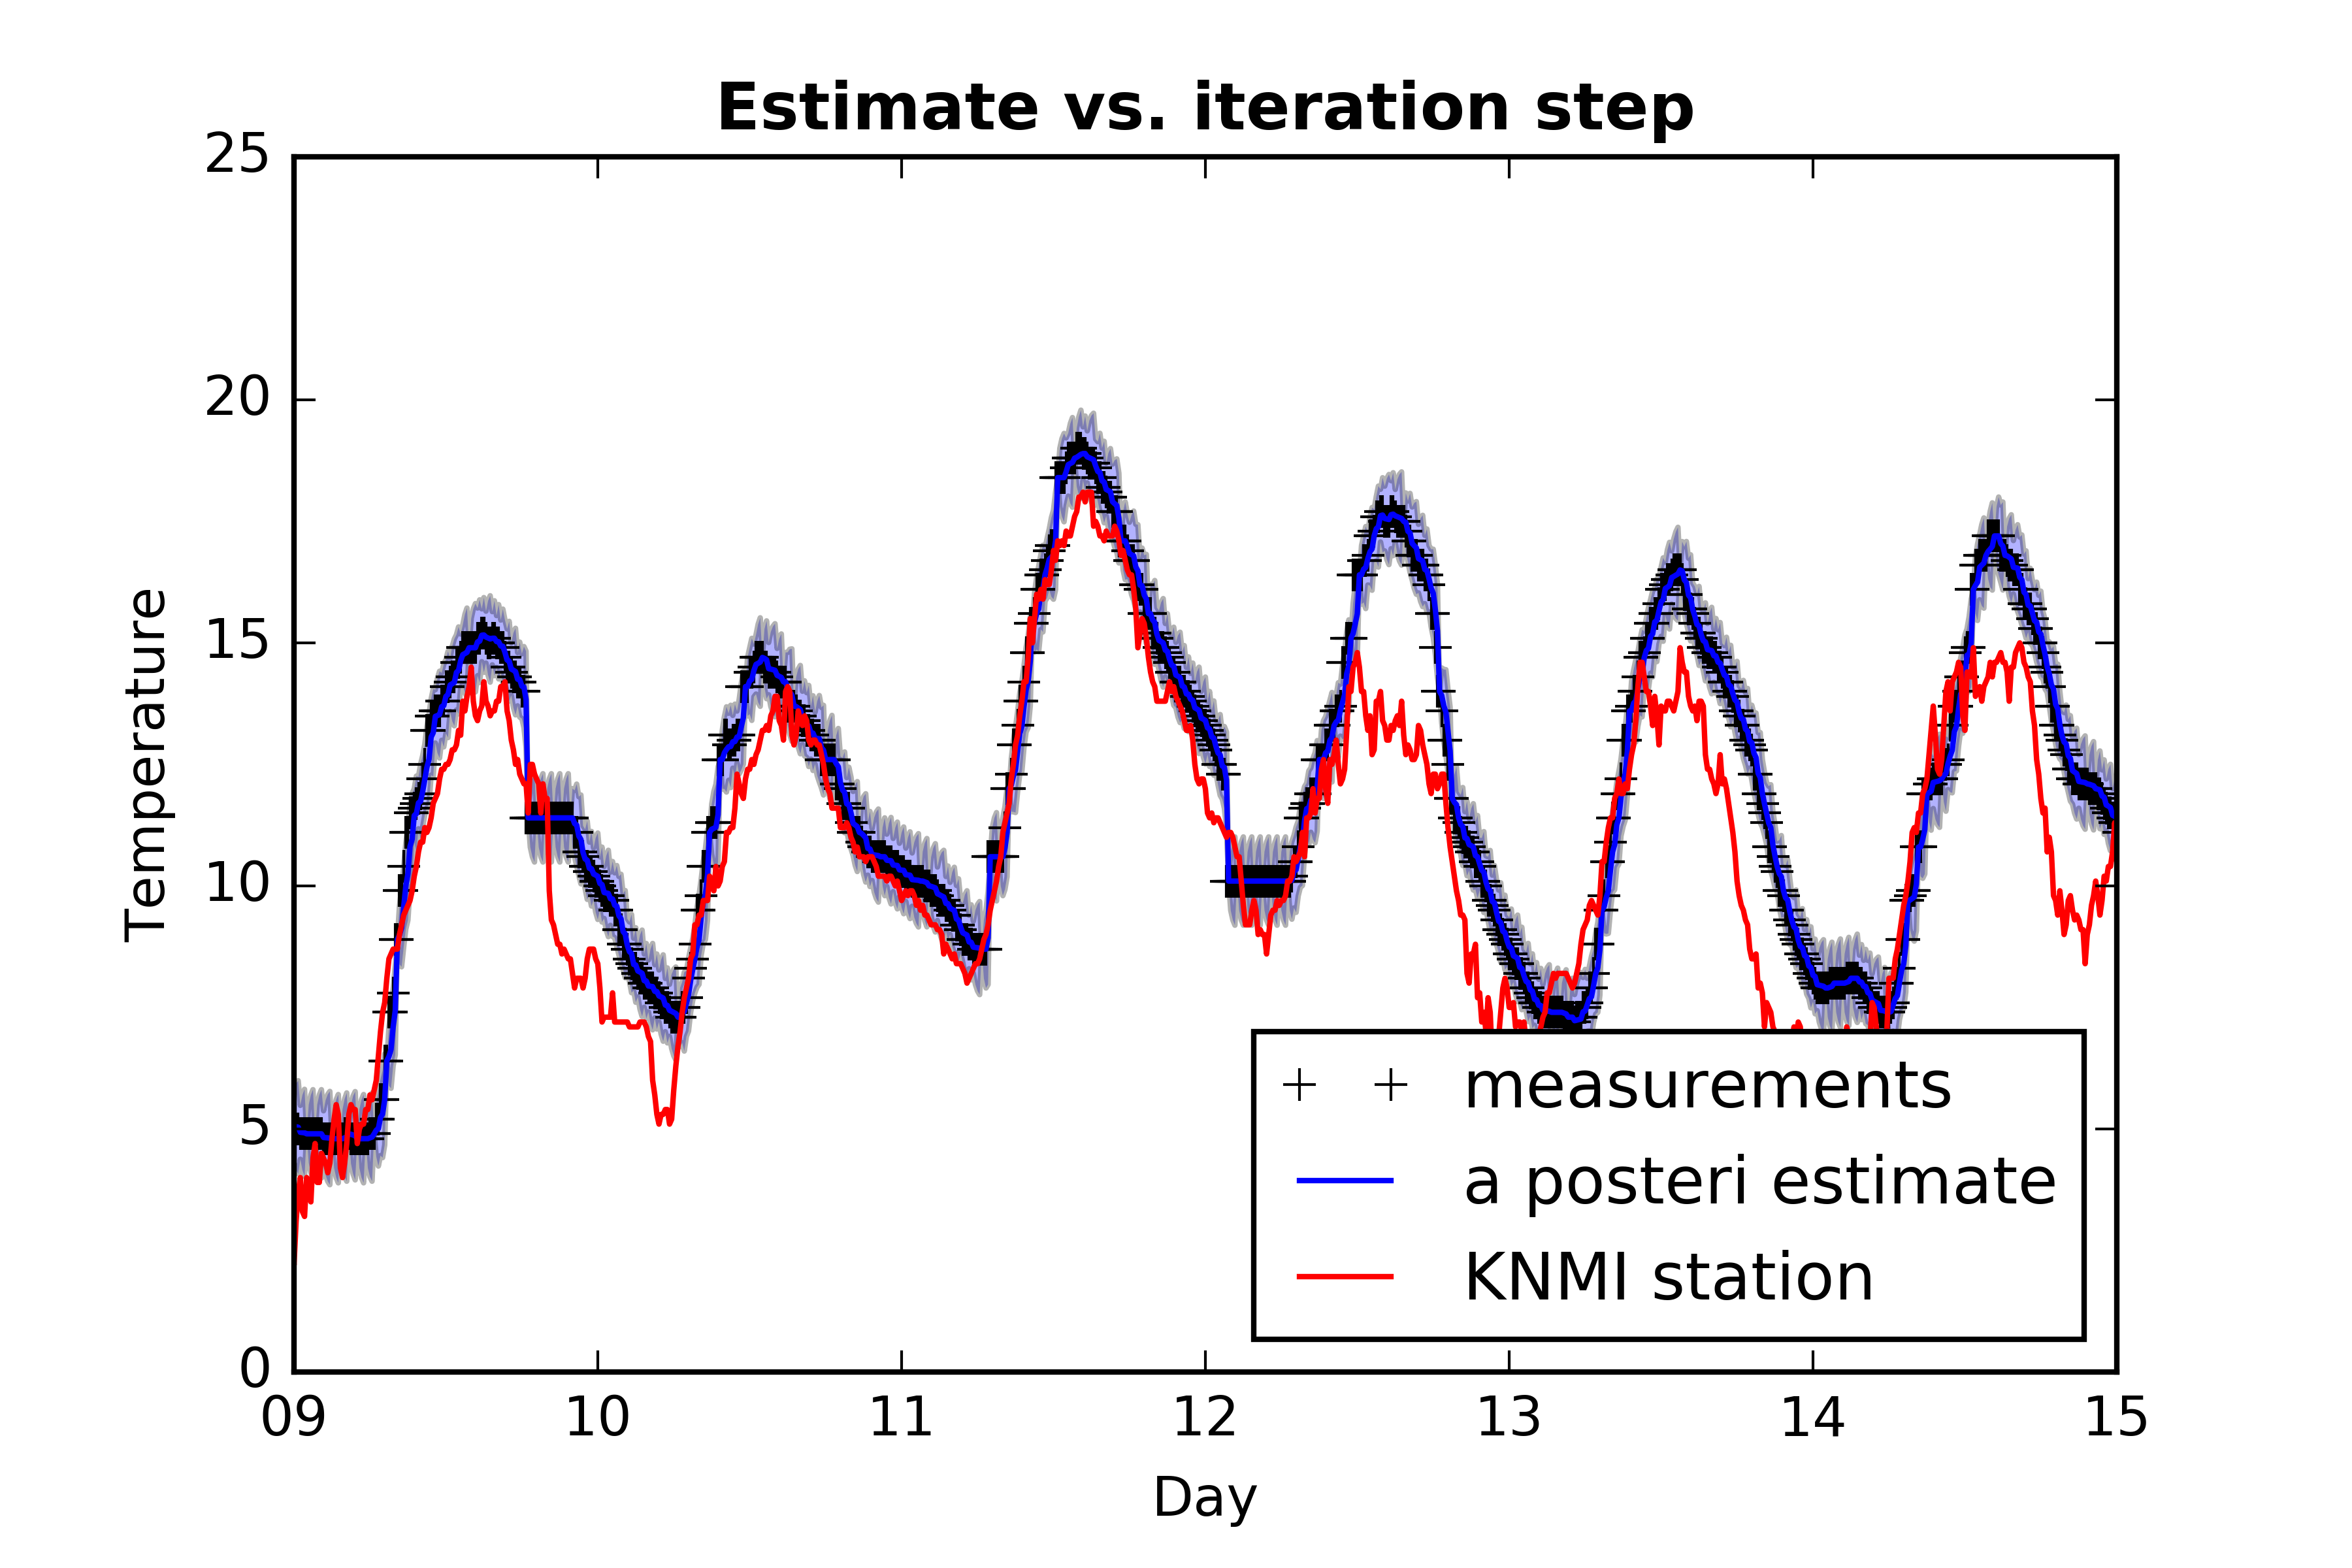 Estimate vs. iteration step
25
20
15
10
5
0
Temperature
09 10 11 12 13 14 15
Day
measurements
a posteri estimate
KNMI station